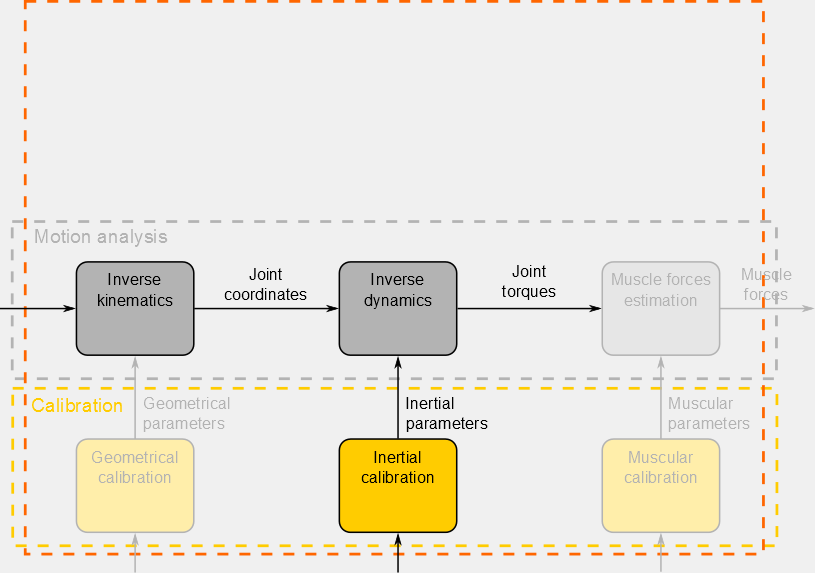 Motion analysis
Inverse
kinematics
Joint
coordinates
Inverse
dynamics
Joint
torques
Muscle forces
estimation
Muscle
forces
Calibration
Geometrical
parameters
Inertial
parameters
Muscular
parameters
Geometrical
calibration
Inertial
calibration
Muscular
calibration